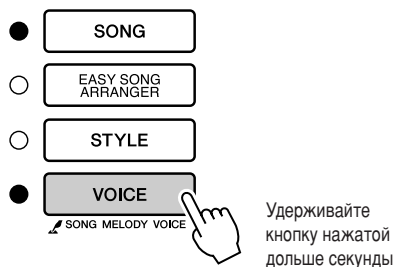 SONG
EASY SONG
ARRANGER
STYLE
VOICE
SONG MELODY VOICE
Удерживайте
кнопку нажатой
дольше секунды